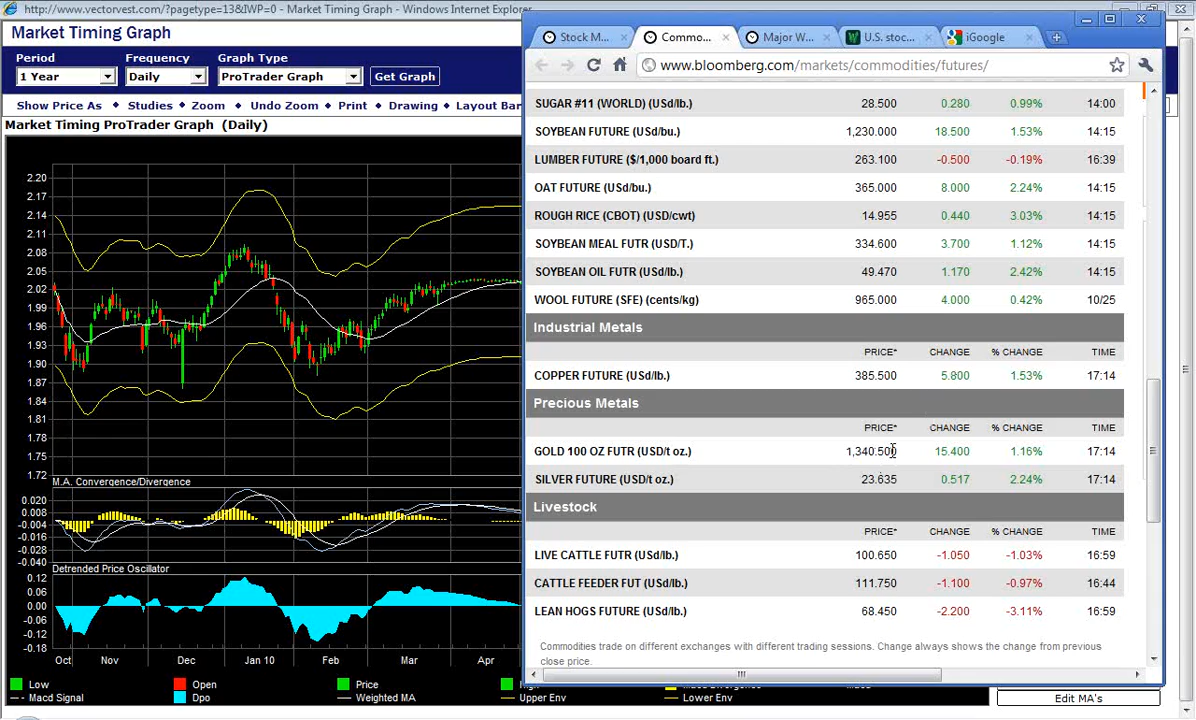 http://www.vectorvest.com/?pagetype=13&IWP=0 - Market Timing Graph - Windows Internet Explorer
Market Timing Graph
Period Frequency Graph Type
1 Year Daily ProTrader Graph Get Graph
Show Price As Studies Zoom Undo Zoom Print Drawing Layout Bar
Market Timing ProTrader Graph (Daily)
2.20
2.17
2.14
2.11
2.08
2.05
2.02
1.99
1.96
1.93
1.90
1.87
1.84
1.81
1.78
1.75
1.72
M.A. Convergence/Divergence
0.020
0.008
-0.004
-0.016
-0.028
-0.040
Detrended Price Oscillator
0.12
0.06
0.00
-0.06
-0.12
-0.18
Oct Nov Dec Jan 10 Feb Mar Apr
Low Open Price
Macd Signal Dpo Weighted MA Upper Env Lower Env
Edit MA's
Stock M... Commo... Major W... U.S. stoc... iGoogle
www.bloomberg.com/markets/commodities/futures/
SUGAR #11 (WORLD) (USd/lb.) 28.500 0.280 0.99% 14:00
SOYBEAN FUTURE (USd/bu.) 1,230.000 18.500 1.53% 14:15
LUMBER FUTURE ($/1,000 board ft.) 263.100 -0.500 -0.19% 16:39
OAT FUTURE (USd/bu.) 365.000 8.000 2.24% 14:15
ROUGH RICE (CBOT) (USD/cwt) 14.955 0.440 3.03% 14:15
SOYBEAN MEAL FUTR (USD/T.) 334.600 3.700 1.12% 14:15
SOYBEAN OIL FUTR (USd/lb.) 49.470 1.170 2.42% 14:15
WOOL FUTURE (SFE) (cents/kg) 965.000 4.000 0.42% 10/25
Industrial Metals
PRICE* CHANGE % CHANGE TIME
COPPER FUTURE (USd/lb.) 385.500 5.800 1.53% 17:14
Precious Metals
PRICE* CHANGE % CHANGE TIME
GOLD 100 OZ FUTR (USD/t oz.) 1,340.500 15.400 1.16% 17:14
SILVER FUTURE (USD/t oz.) 23.635 0.517 2.24% 17:14
Livestock
PRICE* CHANGE % CHANGE TIME
LIVE CATTLE FUTR (USd/lb.) 100.650 -1.050 -1.03% 16:59
CATTLE FEEDER FUT (USd/lb.) 111.750 -1.100 -0.97% 16:44
LEAN HOGS FUTURE (USd/lb.) 68.450 -2.200 -3.11% 16:59
Commodities trade on different exchanges with different trading sessions. Change always shows the change from previous
close price.